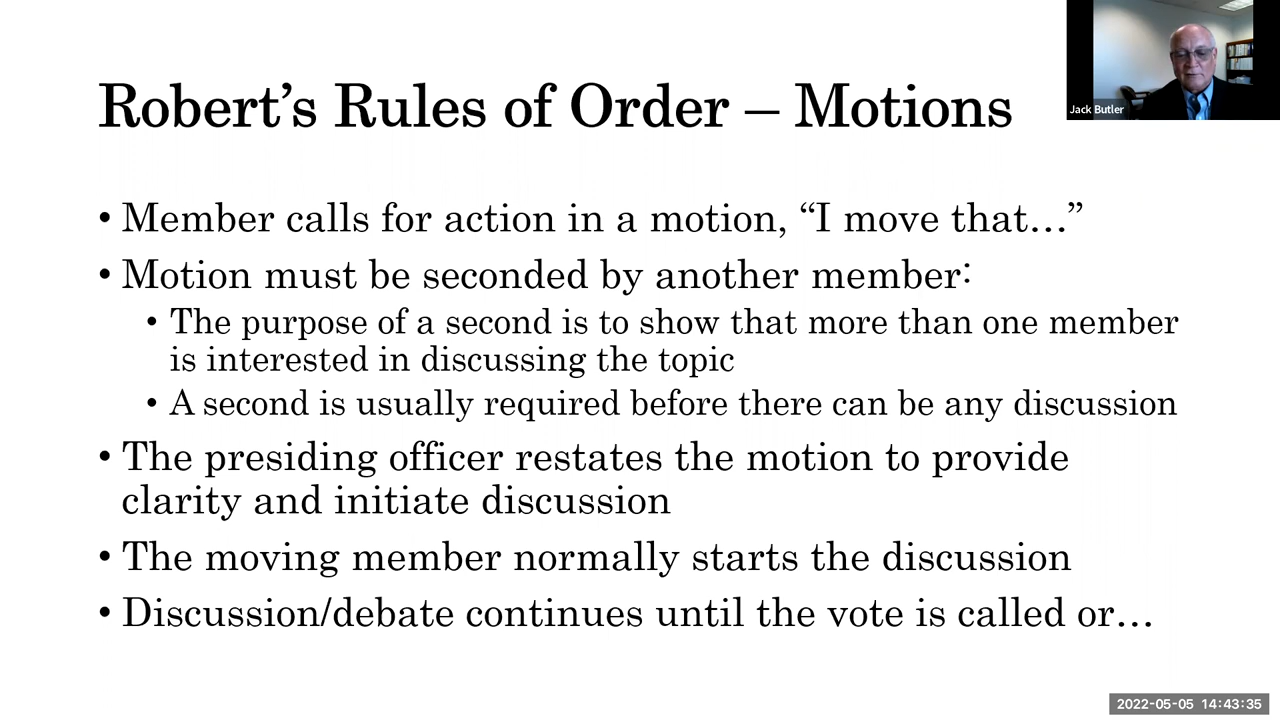 Robert’s Rules of Order – Motions
Jack Butler
• Member calls for action in a motion, “I move that…”
• Motion must be seconded by another member:
• The purpose of a second is to show that more than one member
is interested in discussing the topic
• A second is usually required before there can be any discussion
• The presiding officer restates the motion to provide
clarity and initiate discussion
• The moving member normally starts the discussion
• Discussion/debate continues until the vote is called or…
2022-05-05 14:43:35